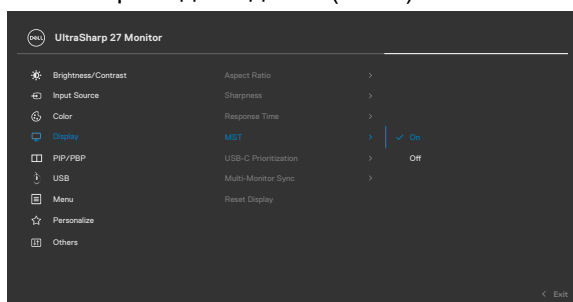 DELL UltraSharp 27 Monitor
Brightness/Contrast Aspect Ratio
Input Source Sharpness
Color Response Time
Display MST On
PIP/PBP USB-C Prioritization Off
USB Multi-Monitor Sync
Menu Reset Display
Personalize
Others
Exit